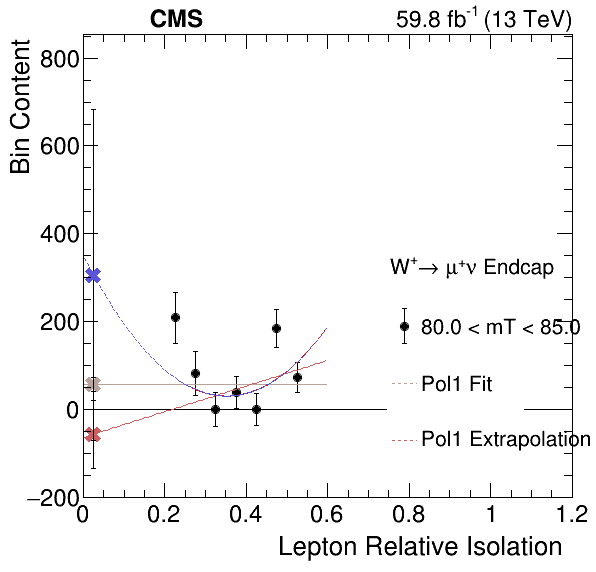 CMS
59.8 fb⁻¹ (13 TeV)
Bin Content
800
600
400
200
0
−200
W⁺→ μ⁺ν Endcap
80.0 < mT < 85.0
Pol1 Fit
Pol1 Extrapolation
0 0.2 0.4 0.6 0.8 1 1.2
Lepton Relative Isolation